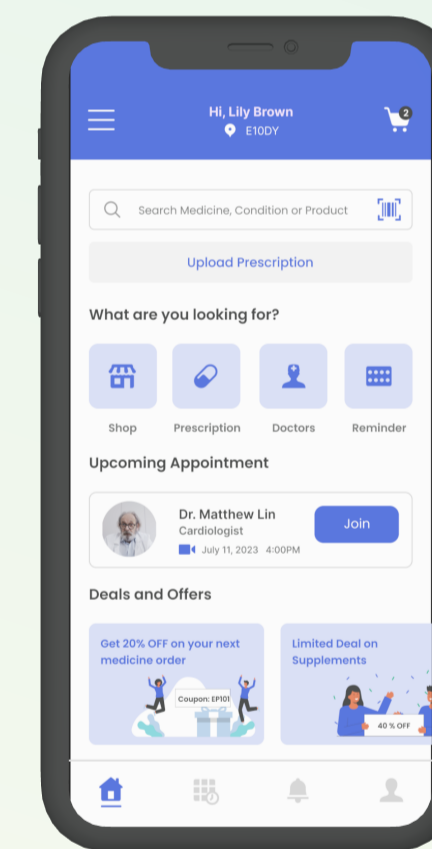 Hi, Lily Brown
2
E10DY
Search Medicine, Condition or Product
Upload Prescription
What are you looking for?
Shop
Prescription
Doctors
Reminder
Upcoming Appointment
Dr. Matthew Lin
Cardiologist
July 11, 2023 4:00PM
Join
Deals and Offers
Get 20% OFF on your next
medicine order
Coupon: EP101
Limited Deal on
Supplements
40 % OFF